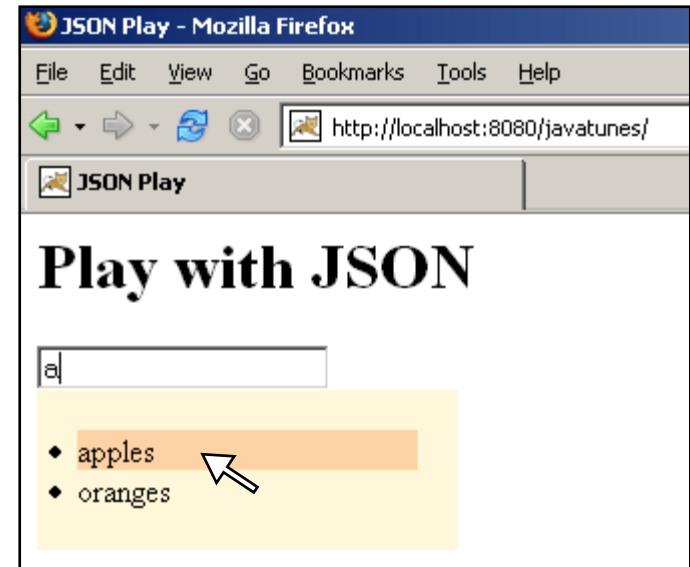 JSON Play - Mozilla Firefox
File Edit View Go Bookmarks Tools Help
http://localhost:8080/javatunes/
JSON Play
Play with JSON
a
• apples
• oranges